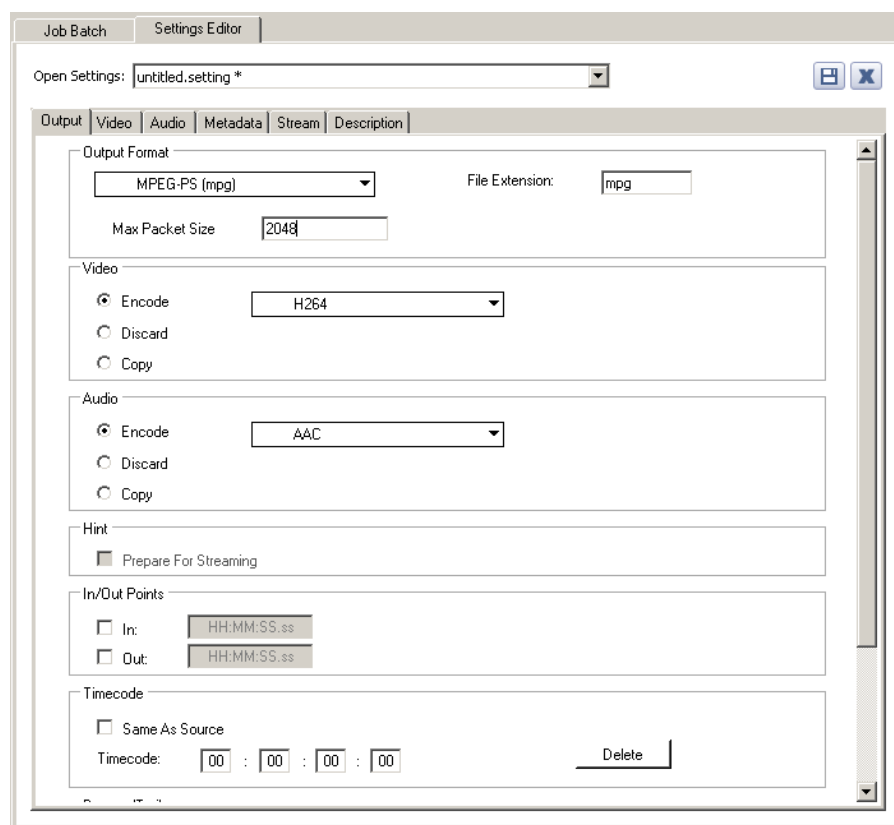 Job Batch Settings Editor
Open Settings: untitled.setting *
Output Video Audio Metadata Stream Description
Output Format
MPEG-PS (mpg) File Extension: mpg
Max Packet Size 2048
Video
Encode H264
Discard
Copy
Audio
Encode AAC
Discard
Copy
Hint
Prepare For Streaming
In/Out Points
In: HH:MM:SS.ss
Out: HH:MM:SS.ss
Timecode
Same As Source
Timecode: 00 : 00 : 00 : 00 Delete